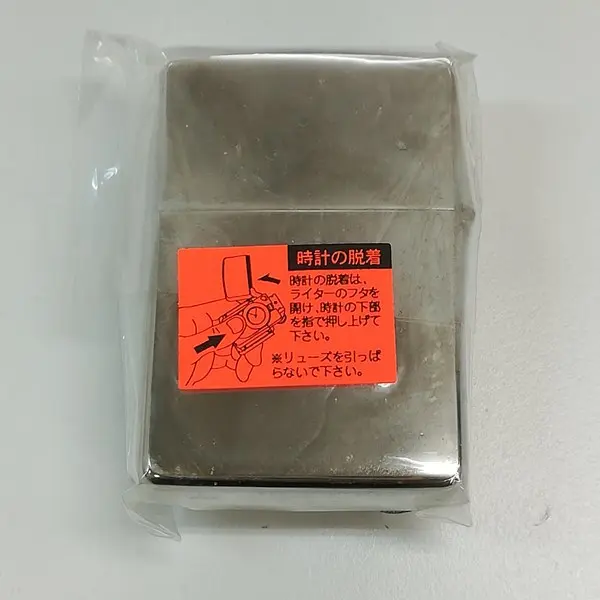 時計の脱着
時計の脱着は、
ライターのフタを
開け、時計の下部
を指で押し上げて
下さい。
※リューズを引っぱ
らないで下さい。